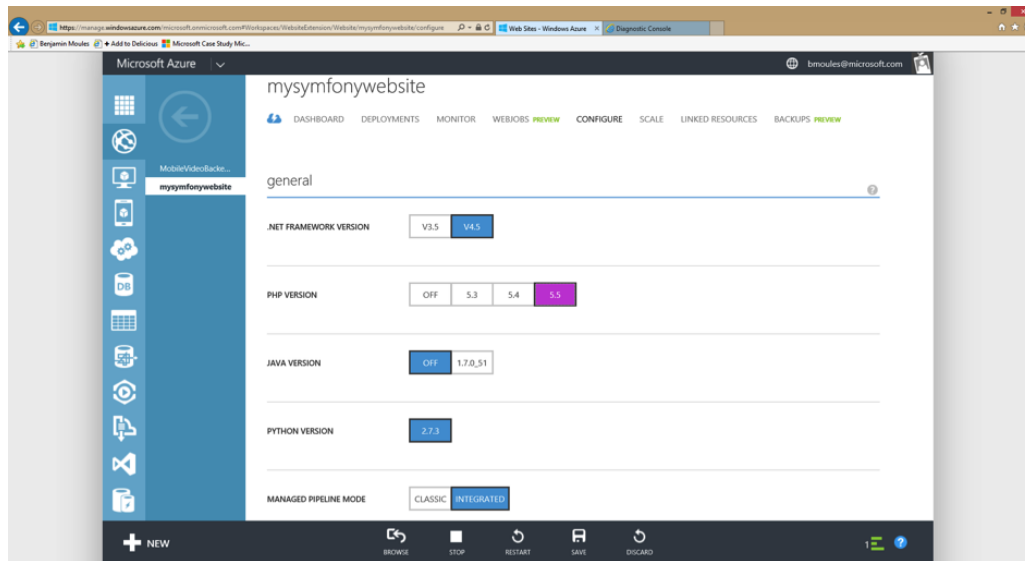 https://manage.windowsazure.com/microsoft.onmicrosoft.com#Workspaces/WebsiteExtension/Website/mysymfonywebsite/configure
Web Sites - Windows Azure
Diagnostic Console
Benjamin Moules
Add to Delicious
Microsoft Case Study Mic...
Microsoft Azure
bmoules@microsoft.com
mysymfonywebsite
DASHBOARD DEPLOYMENTS MONITOR WEBJOBS PREVIEW CONFIGURE SCALE LINKED RESOURCES BACKUPS PREVIEW
MobileVideoBacke...
mysymfonywebsite
general
.NET FRAMEWORK VERSION V3.5 V4.5
PHP VERSION OFF 5.3 5.4 5.5
JAVA VERSION OFF 1.7.0_51
DB
PYTHON VERSION 2.7.3
MANAGED PIPELINE MODE CLASSIC INTEGRATED
NEW
BROWSE STOP RESTART SAVE DISCARD
1